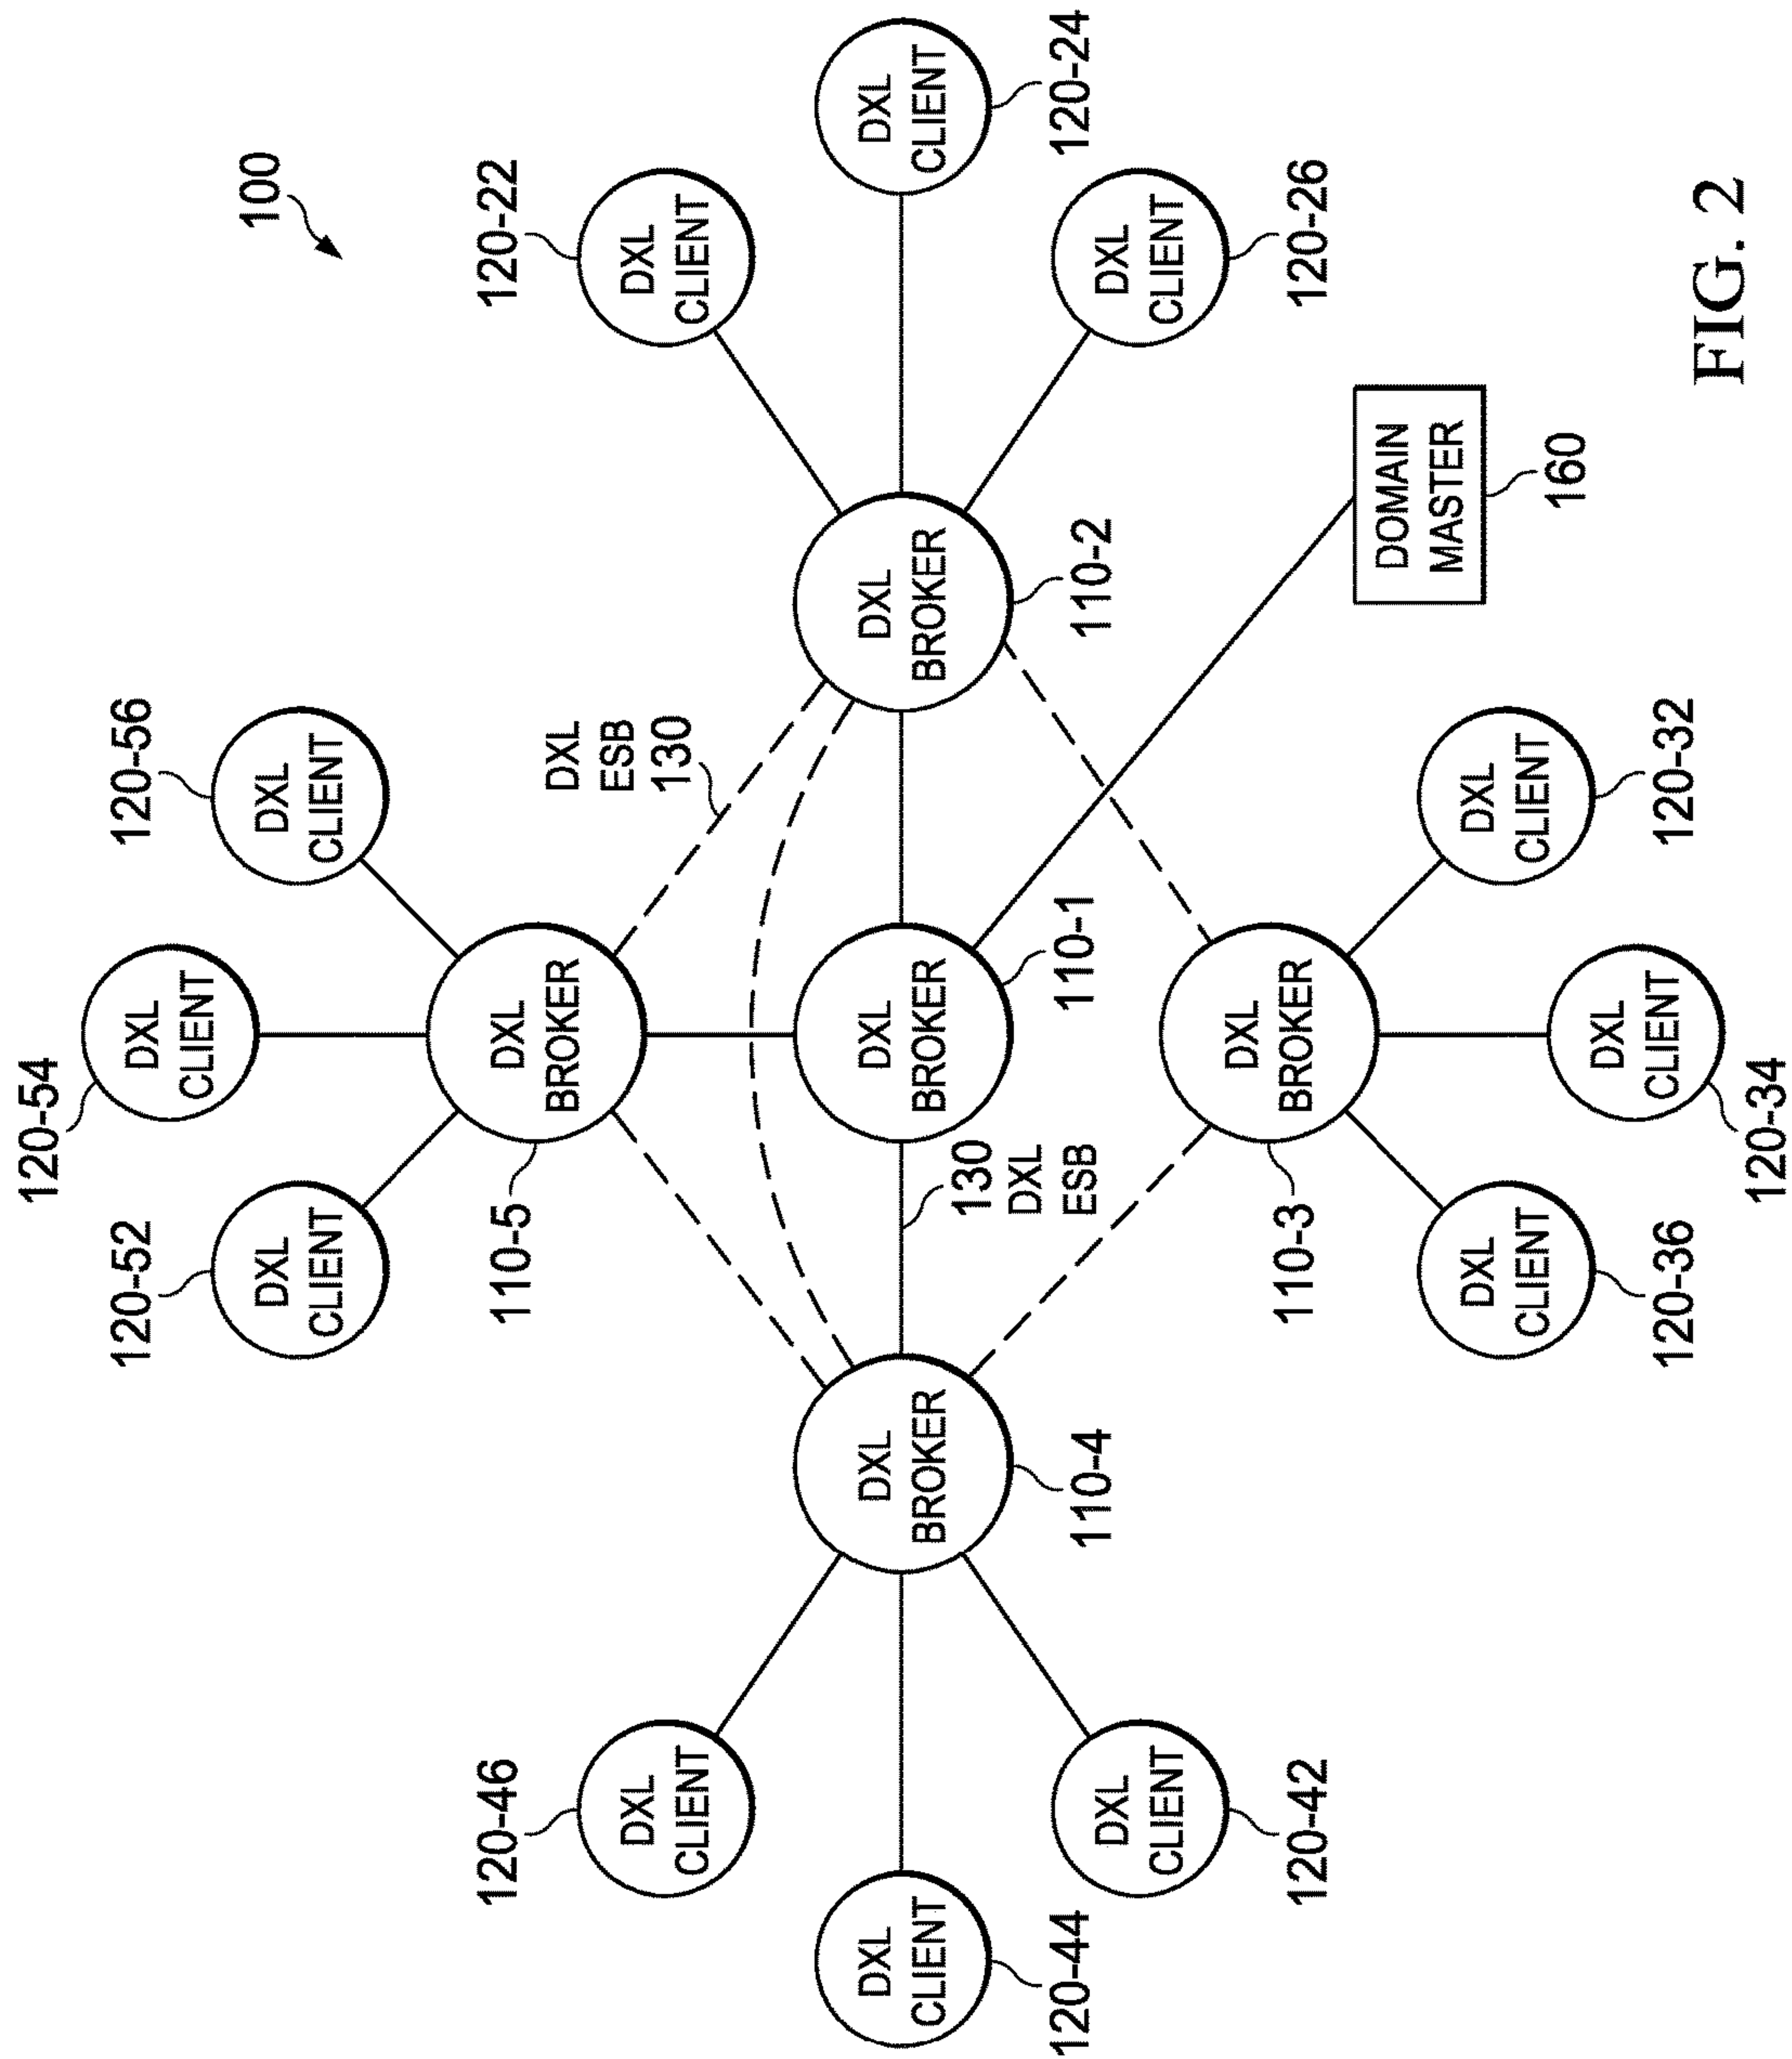 120-54
120-52
120-56
DXL
CLIENT
100
DXL
CLIENT
DXL
CLIENT
120-46
110-5
120-22
DXL
BROKER
DXL
ESB
130
DXL
CLIENT
DXL
CLIENT
DXL
CLIENT
DXL
BROKER
DXL
BROKER
DXL
BROKER
DXL
CLIENT
130
DXL
ESB
120-44
110-4
110-1
110-2
120-24
DXL
CLIENT
DXL
CLIENT
120-42
110-3
DXL
BROKER
120-26
DOMAIN
MASTER
160
DXL
CLIENT
DXL
CLIENT
DXL
CLIENT
120-36
120-32
120-34
FIG. 2